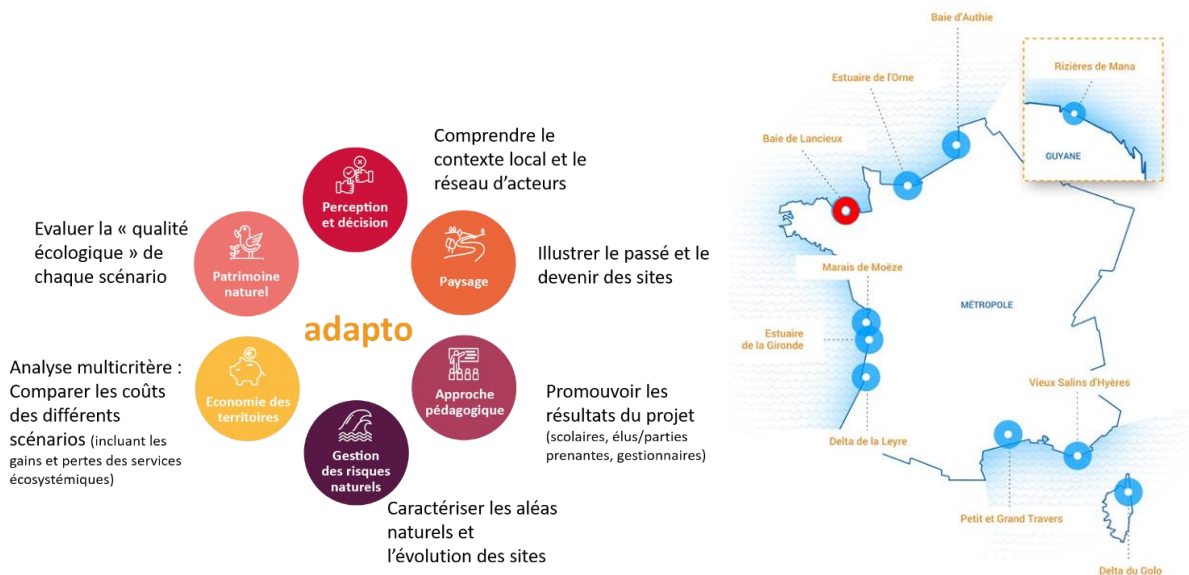 Comprendre le
contexte local et le
réseau d’acteurs
Perception
et décision
Evaluer la « qualité
écologique » de
chaque scénario
Patrimoine
naturel
Paysage
Illustrer le passé et le
devenir des sites
adapto
Analyse multicritère :
Comparer les coûts
des différents
scénarios (incluant les
gains et pertes des services
écosystémiques)
Economie des
territoires
Approche
pédagogique
Promouvoir les
résultats du projet
(scolaires, élus/parties
prenantes, gestionnaires)
Gestion
des risques
naturels
Caractériser les aléas
naturels et
l’évolution des sites
Baie d'Authie
Estuaire de l'Orne
Baie de Lancieux
Rizières de Mana
GUYANE
Marais de Moëze
MÉTROPOLE
Estuaire
de la Gironde
Vieux Salins d'Hyères
Delta de la Leyre
Petit et Grand Travers
Delta du Golo